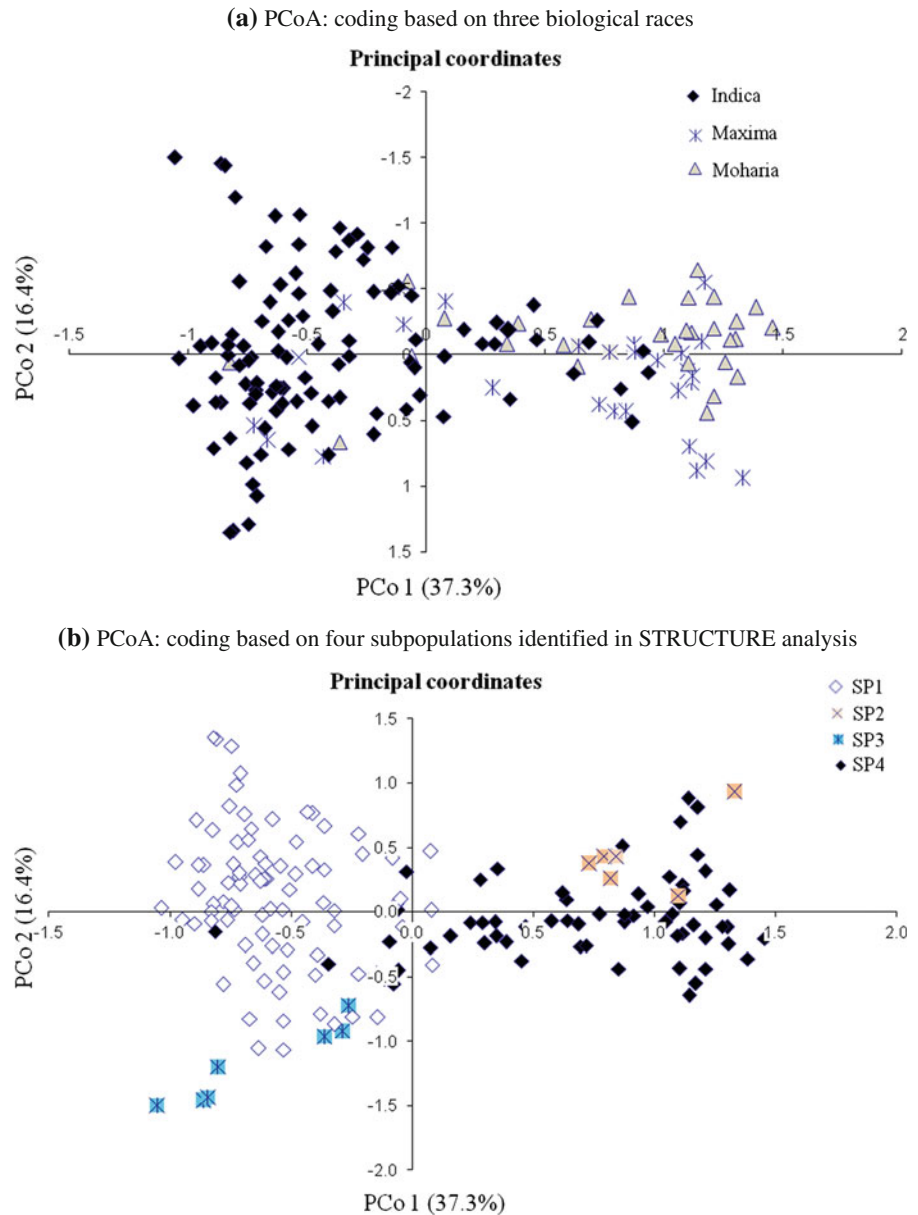 (a) PCoA: coding based on three biological races
Principal coordinates
Indica
Maxima
Moharia
-2
-1.5
-1
-0.5
-1.5
-1
-0.5
0
0
0.5
1
1.5
0.5
1
1.5
PCo 2 (16.4%)
PCo 1 (37.3%)
(b) PCoA: coding based on four subpopulations identified in STRUCTURE analysis
Principal coordinates
SP1
SP2
SP3
SP4
1.5
1.0
0.5
0.0
-1.5
-1.0
-0.5
0.0
0.5
1.0
1.5
2.0
-0.5
-1.0
-1.5
-2.0
PCo 2 (16.4%)
PCo 1 (37.3%)